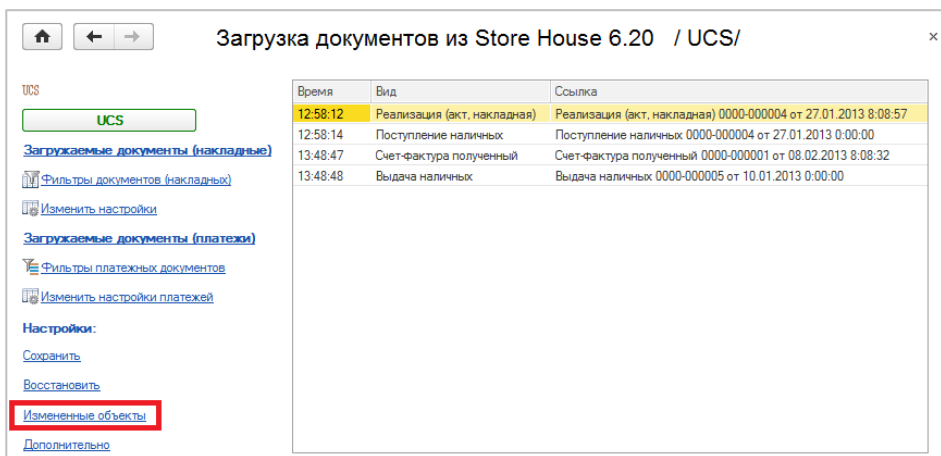 Загрузка документов из Store House 6.20 / UCS/
UCS
UCS
Загружаемые документы (накладные)
Фильтры документов (накладных)
Изменить настройки
Загружаемые документы (платежи)
Фильтры платежных документов
Изменить настройки платежей
Настройки:
Сохранить
Восстановить
Измененные объекты
Дополнительно
Время Вид Ссылка
12:58:12 Реализация (акт, накладная) Реализация (акт, накладная) 0000-000004 от 27.01.2013 8:08:57
12:58:14 Поступление наличных Поступление наличных 0000-000004 от 27.01.2013 0:00:00
13:48:47 Счет-фактура полученный Счет-фактура полученный 0000-000001 от 08.02.2013 8:08:32
13:48:48 Выдача наличных Выдача наличных 0000-000005 от 10.01.2013 0:00:00